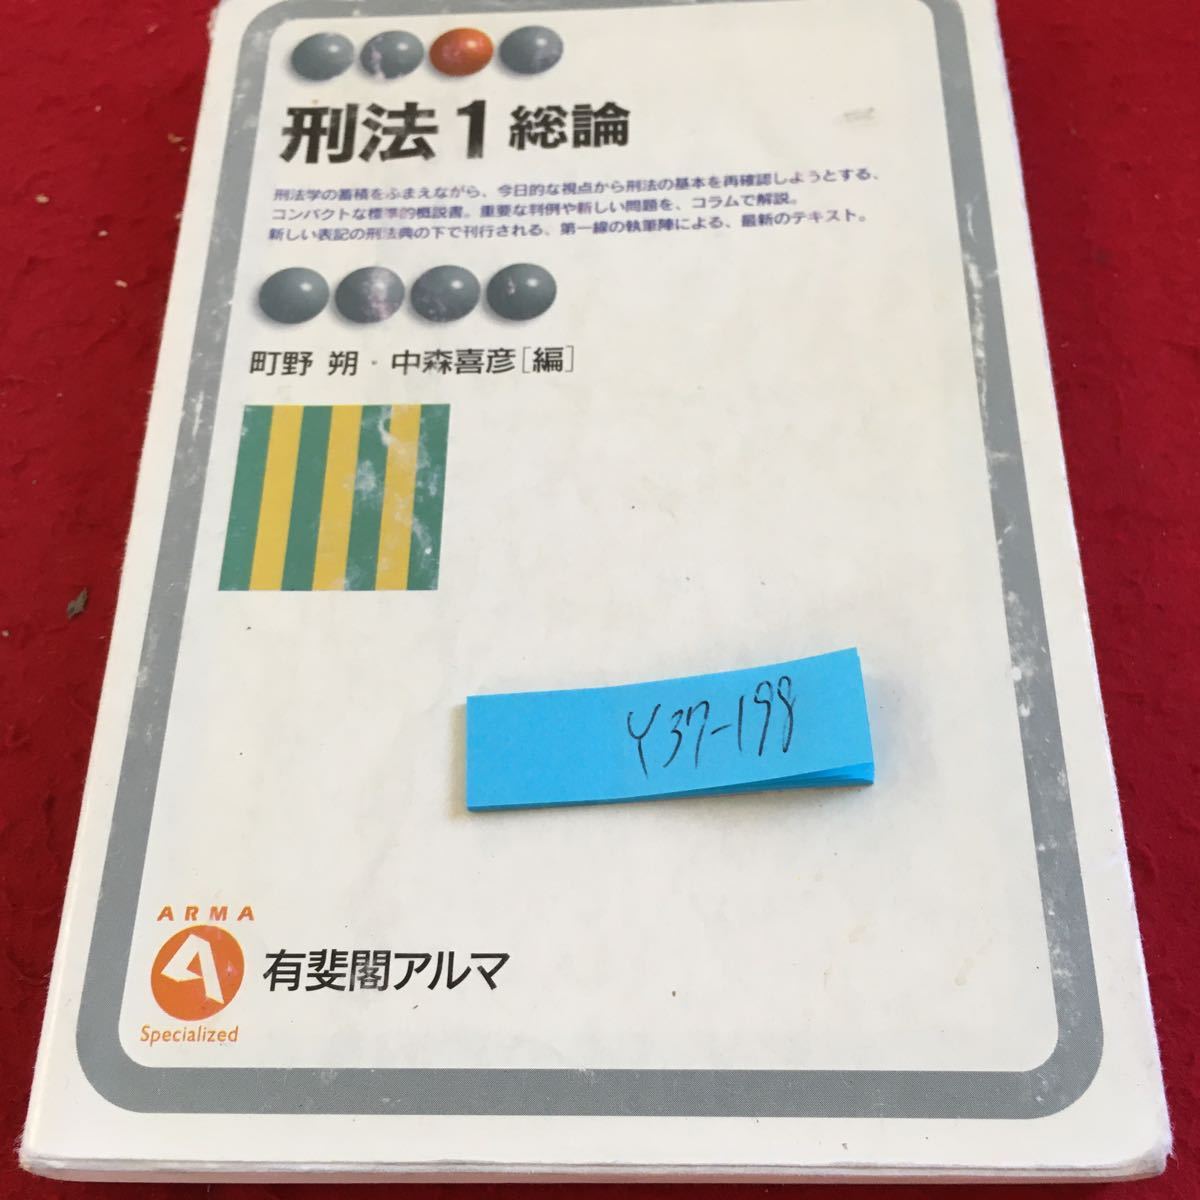 刑法1 総論
刑法学の蓄積をふまえながら、今日的な視点から刑法の基本を再確認しようとする、
コンパクトな標準的概説書。重要な判例や新しい問題を、コラムで解説。
新しい表記の刑法典の下で刊行される、第一線の執筆陣による、最新のテキスト。
町野 朔・中森喜彦[編]
Y37-198
ARMA
有斐閣アルマ
Specialized